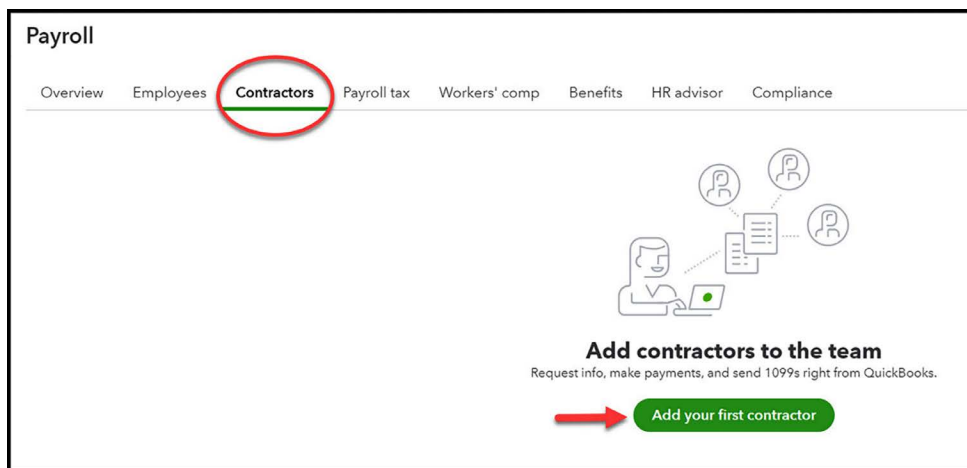 Payroll
Overview Employees Contractors Payroll tax Workers' comp Benefits HR advisor Compliance
Add contractors to the team
Request info, make payments, and send 1099s right from QuickBooks.
Add your first contractor